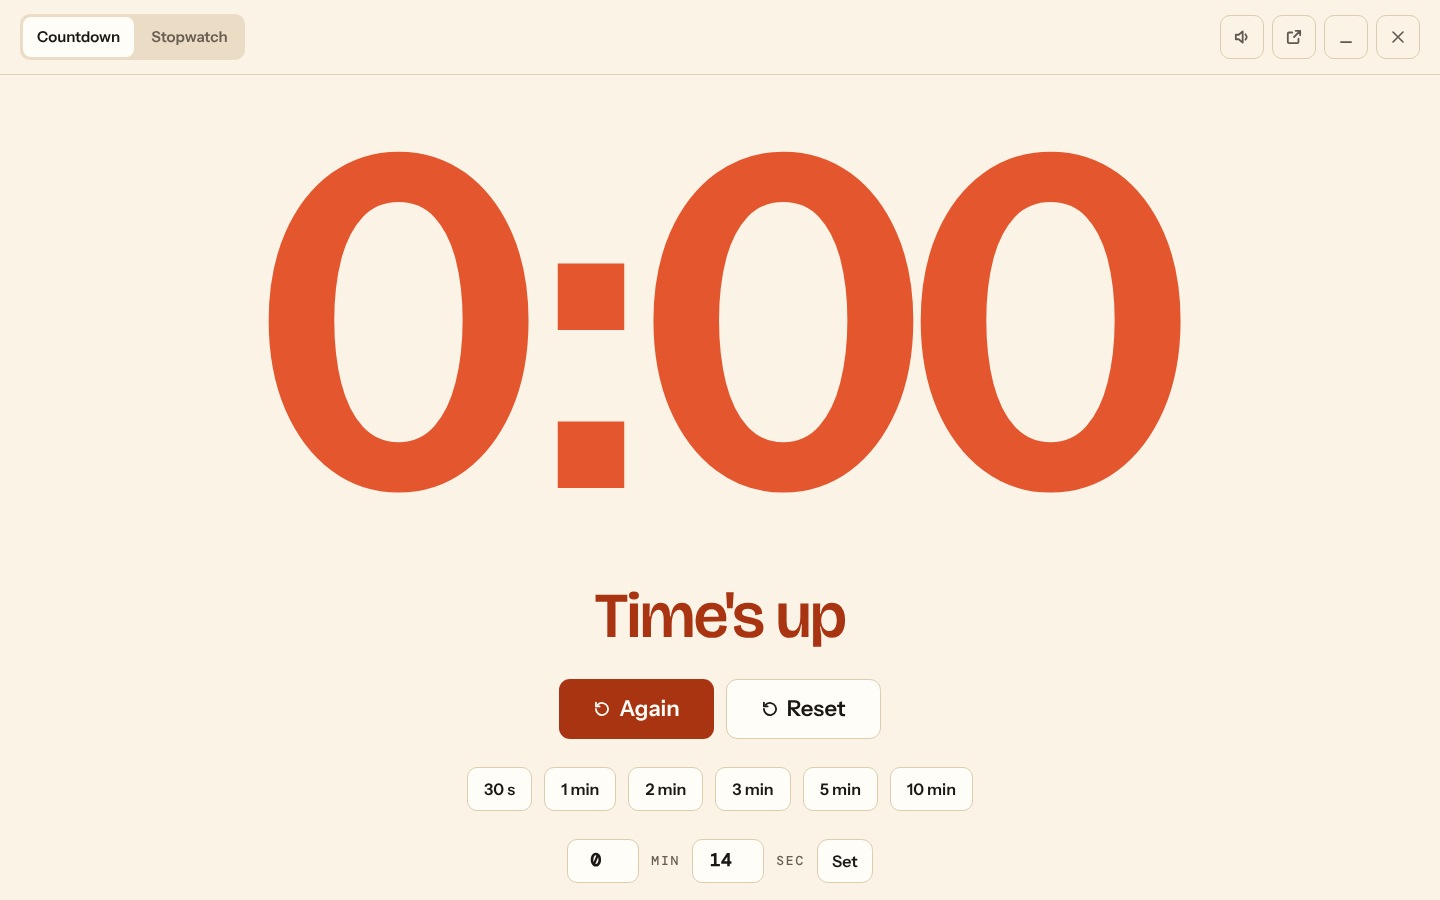 Countdown Stopwatch
0:00
Time's up
Again Reset
30 s 1 min 2 min 3 min 5 min 10 min
0 MIN 14 SEC Set